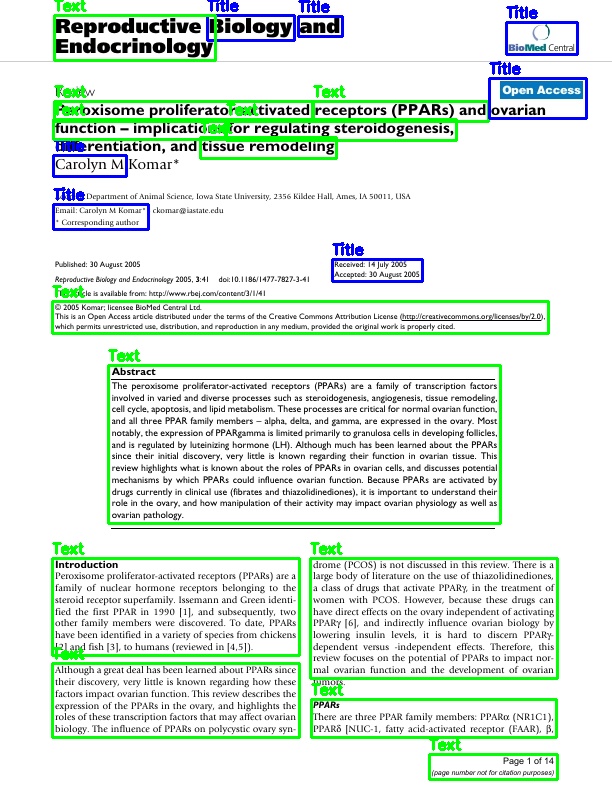 Text
Title
Title
Title
Reproductive Biology and
Endocrinology
BioMed Central
Title
Open Access
Text
Text
Text
Text
Peroxisome proliferator-activated receptors (PPARs) and ovarian
function – implications for regulating steroidogenesis,
Text
differentiation, and tissue remodeling
Carolyn M Komar*
Title
Department of Animal Science, Iowa State University, 2356 Kildee Hall, Ames, IA 50011, USA
Email: Carolyn M Komar* ckomar@iastate.edu
* Corresponding author
Title
Published: 30 August 2005
Received: 14 July 2005
Accepted: 30 August 2005
Reproductive Biology and Endocrinology 2005, 3:41 doi:10.1186/1477-7827-3-41
Text
article is available from: http://www.rbej.com/content/3/1/41
© 2005 Komar; licensee BioMed Central Ltd.
This is an Open Access article distributed under the terms of the Creative Commons Attribution License (http://creativecommons.org/licenses/by/2.0),
which permits unrestricted use, distribution, and reproduction in any medium, provided the original work is properly cited.
Text
Abstract
The peroxisome proliferator-activated receptors (PPARs) are a family of transcription factors
involved in varied and diverse processes such as steroidogenesis, angiogenesis, tissue remodeling,
cell cycle, apoptosis, and lipid metabolism. These processes are critical for normal ovarian function,
and all three PPAR family members – alpha, delta, and gamma, are expressed in the ovary. Most
notably, the expression of PPARgamma is limited primarily to granulosa cells in developing follicles,
and is regulated by luteinizing hormone (LH). Although much has been learned about the PPARs
since their initial discovery, very little is known regarding their function in ovarian tissue. This
review highlights what is known about the roles of PPARs in ovarian cells, and discusses potential
mechanisms by which PPARs could influence ovarian function. Because PPARs are activated by
drugs currently in clinical use (fibrates and thiazolidinediones), it is important to understand their
role in the ovary, and how manipulation of their activity may impact ovarian physiology as well as
ovarian pathology.
Text
Introduction
Peroxisome proliferator-activated receptors (PPARs) are a
family of nuclear hormone receptors belonging to the
steroid receptor superfamily. Issemann and Green identi-
fied the first PPAR in 1990 [1], and subsequently, two
other family members were discovered. To date, PPARs
have been identified in a variety of species from chickens
[2] and fish [3], to humans (reviewed in [4,5]).
Text
Although a great deal has been learned about PPARs since
their discovery, very little is known regarding how these
factors impact ovarian function. This review describes the
expression of the PPARs in the ovary, and highlights the
roles of these transcription factors that may affect ovarian
biology. The influence of PPARs on polycystic ovary syn-
Text
drome (PCOS) is not discussed in this review. There is a
large body of literature on the use of thiazolidinediones,
a class of drugs that activate PPARγ, in the treatment of
women with PCOS. However, because these drugs can
have direct effects on the ovary independent of activating
PPARγ [6], and indirectly influence ovarian biology by
lowering insulin levels, it is hard to discern PPARγ-
dependent versus -independent effects. Therefore, this
review focuses on the potential of PPARs to impact nor-
mal ovarian function and the development of ovarian
tumors.
Text
PPARs
There are three PPAR family members: PPARα (NR1C1),
PPARδ [NUC-1, fatty acid-activated receptor (FAAR), β,
Text
Page 1 of 14
(page number not for citation purposes)